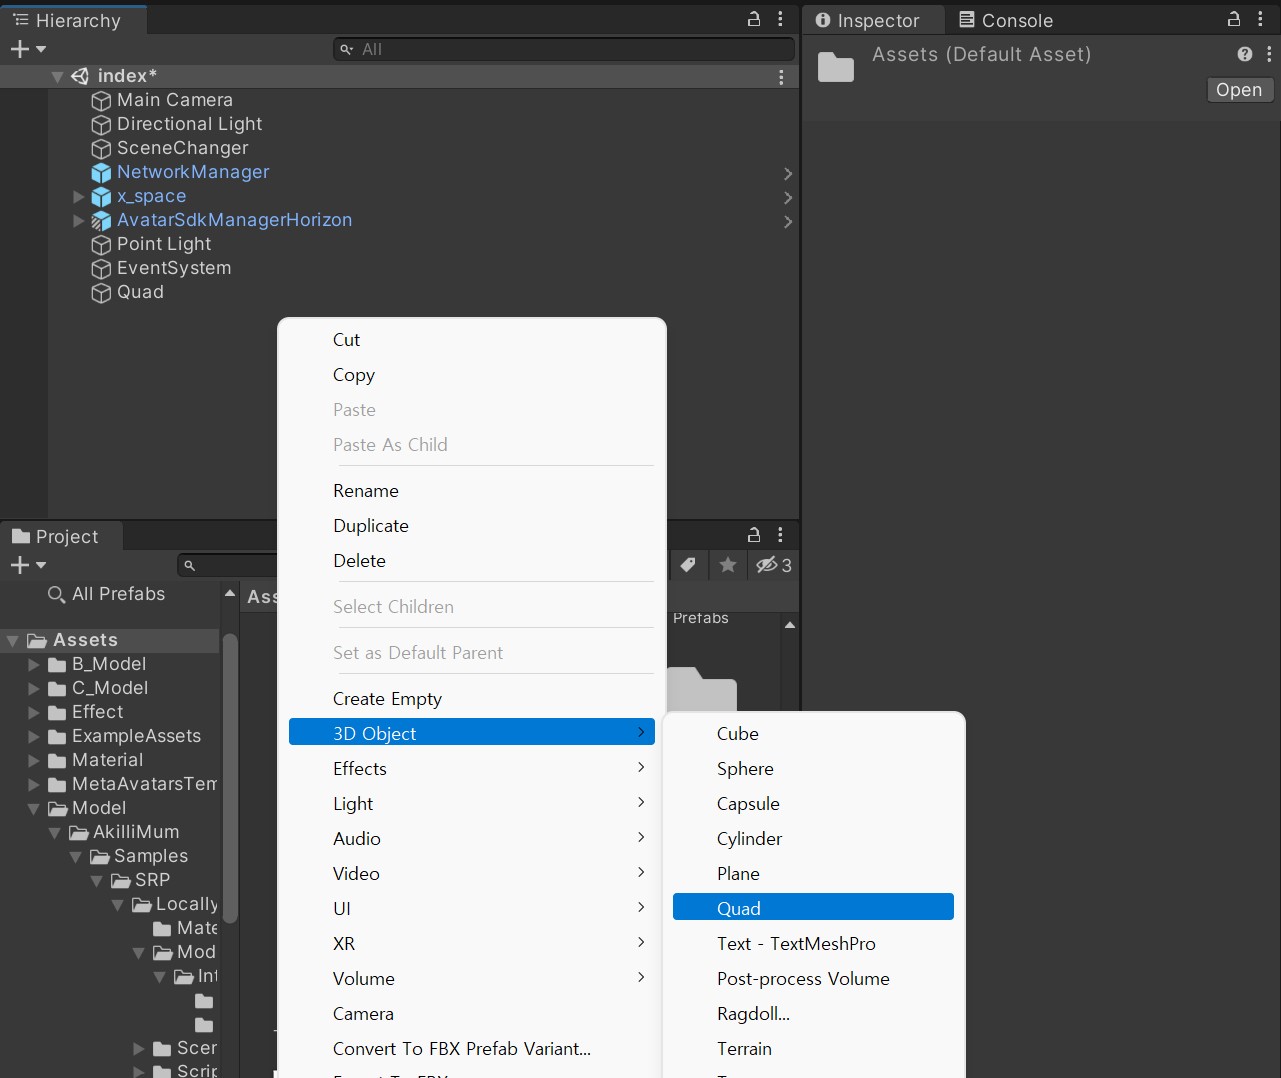 Hierarchy
Inspector
Console
All
Assets (Default Asset)
Open
index*
Main Camera
Directional Light
SceneChanger
NetworkManager
x_space
AvatarSdkManagerHorizon
Point Light
EventSystem
Quad
Cut
Copy
Paste
Paste As Child
Rename
Duplicate
Delete
Select Children
Set as Default Parent
Create Empty
3D Object
Effects
Light
Audio
Video
UI
XR
Volume
Camera
Convert To FBX Prefab Variant...
Cube
Sphere
Capsule
Cylinder
Plane
Quad
Text - TextMeshPro
Post-process Volume
Ragdoll...
Terrain
Project
3
All Prefabs
Ass
Prefabs
Assets
B_Model
C_Model
Effect
ExampleAssets
Material
MetaAvatarsTem
Model
AkilliMum
Samples
SRP
Locally
Mate
Mod
Int
Scer
Scrip